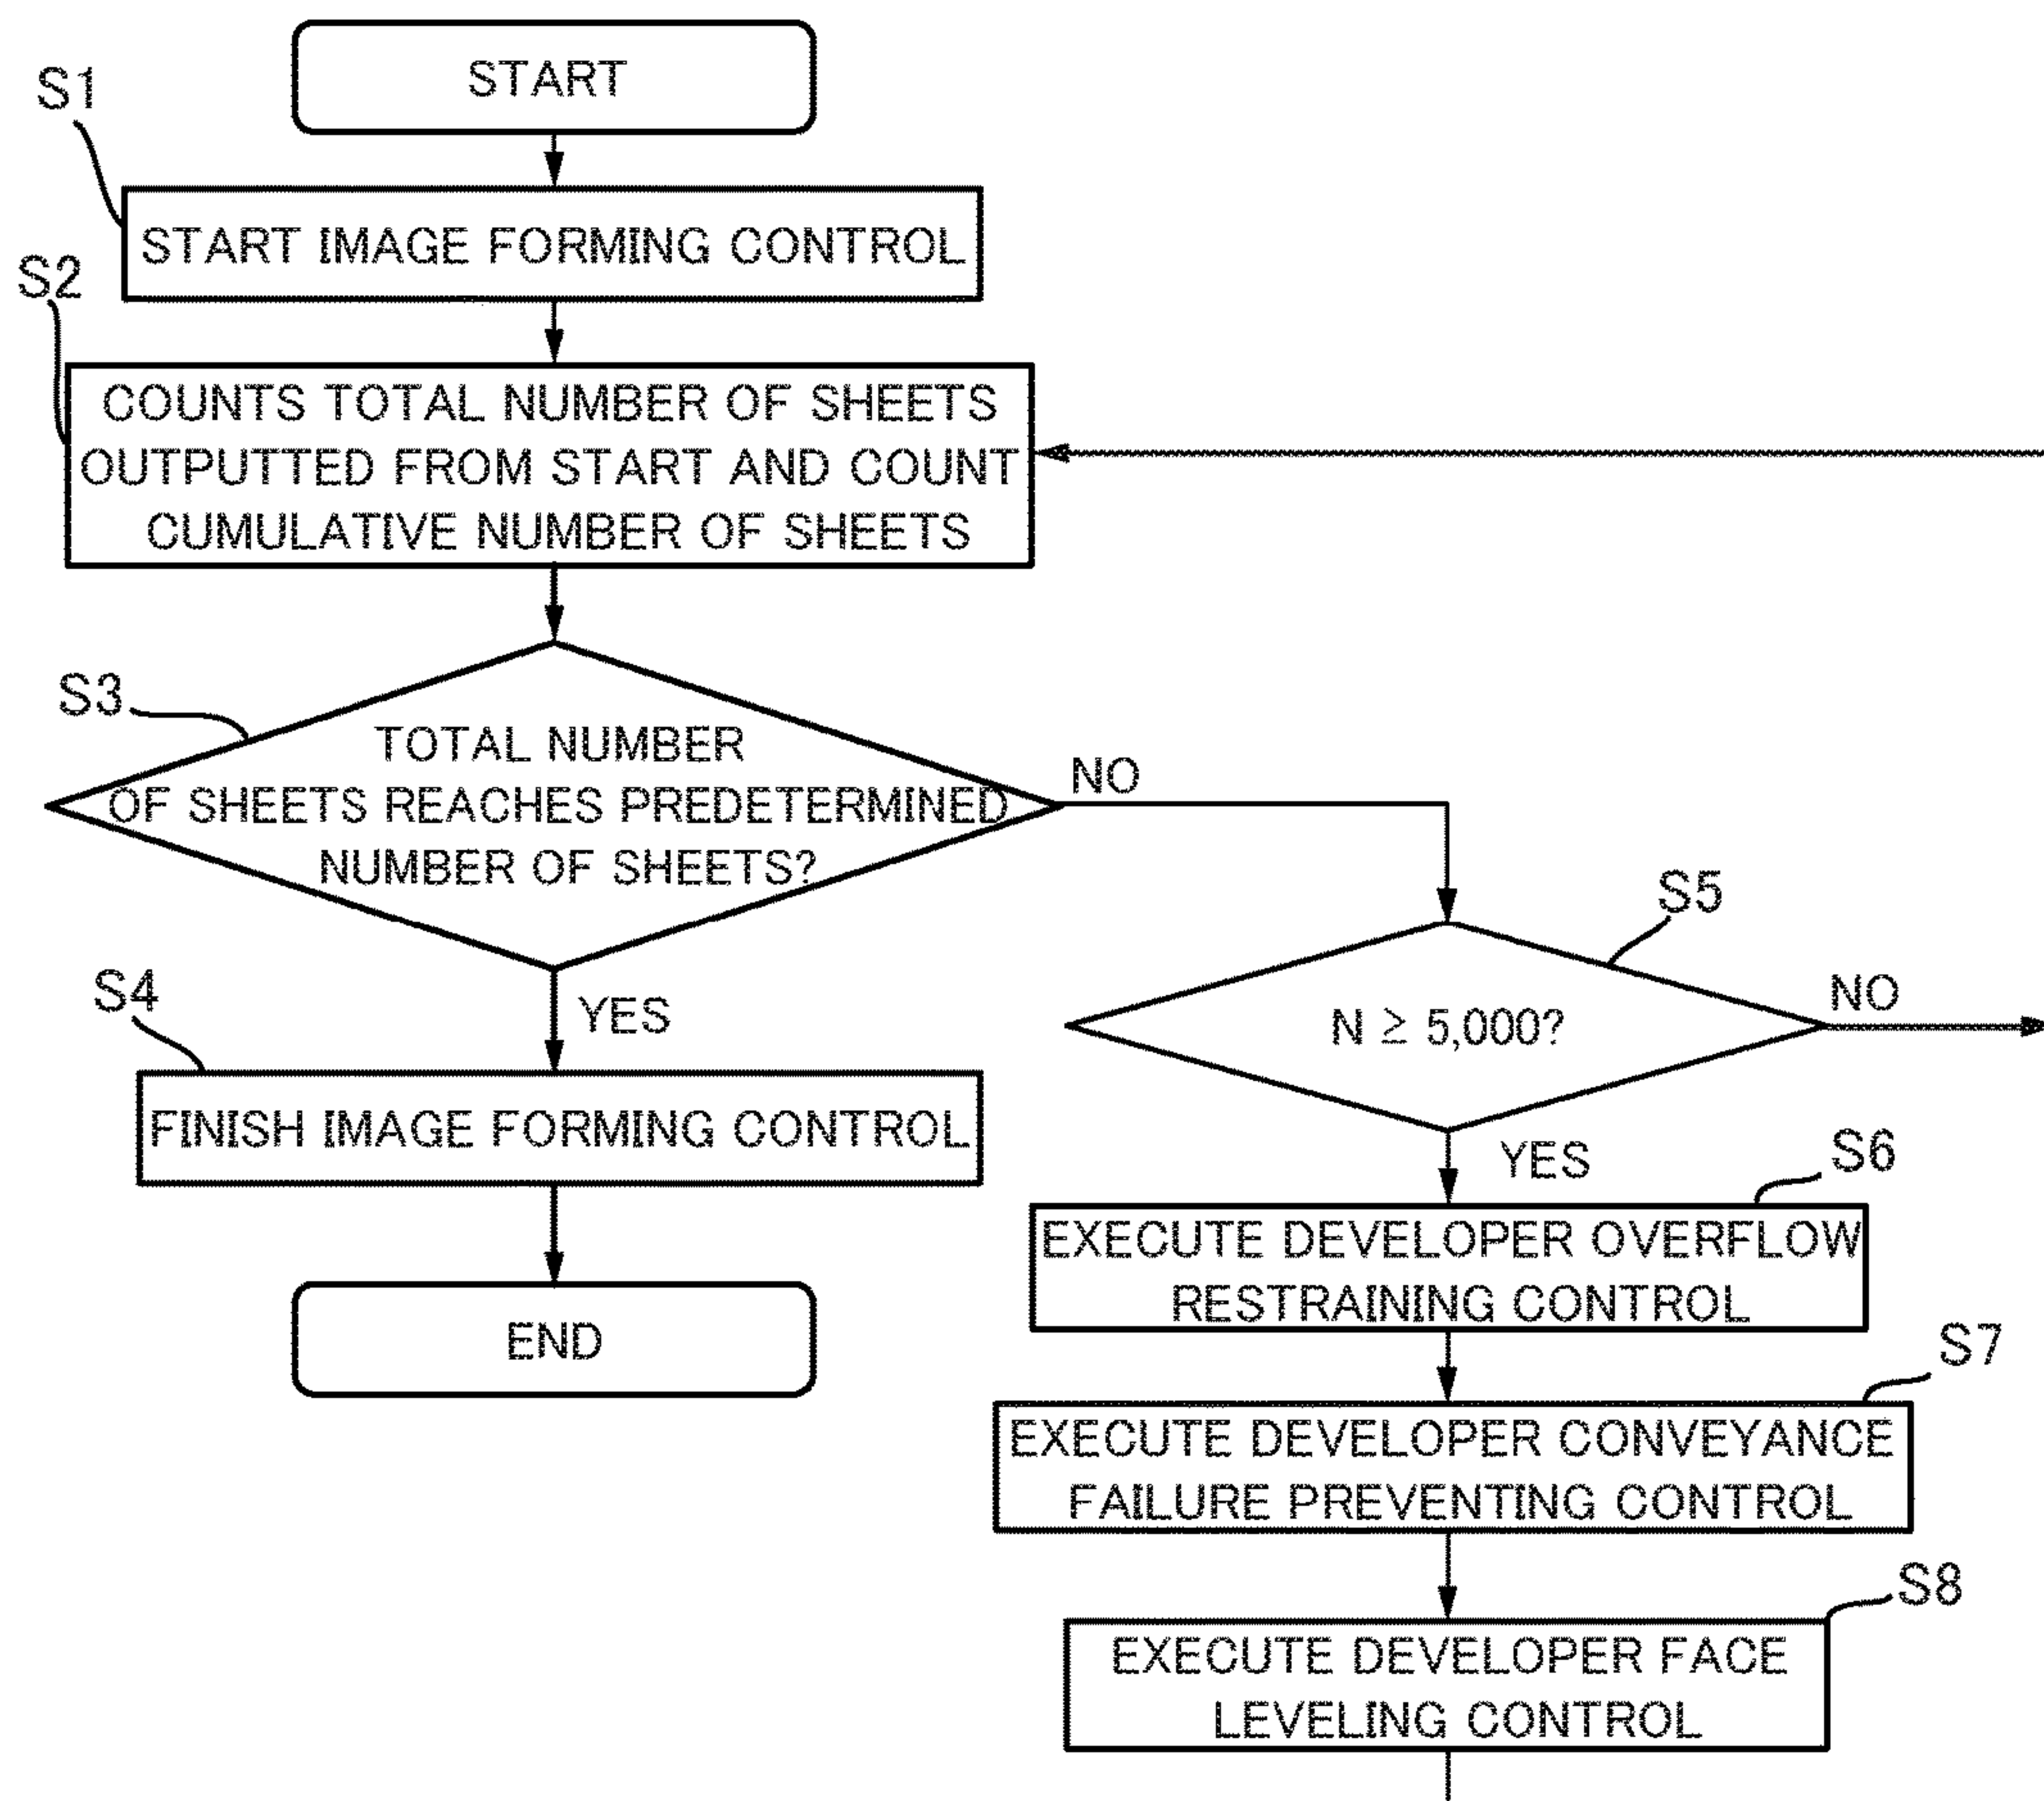 START
S1
START IMAGE FORMING CONTROL
S2
COUNTS TOTAL NUMBER OF SHEETS
OUTPUTTED FROM START AND COUNT
CUMULATIVE NUMBER OF SHEETS
S3
TOTAL NUMBER
OF SHEETS REACHES PREDETERMINED
NUMBER OF SHEETS?
NO
YES
S4
FINISH IMAGE FORMING CONTROL
END
S5
N ≥ 5,000?
NO
YES
S6
EXECUTE DEVELOPER OVERFLOW
RESTRAINING CONTROL
S7
EXECUTE DEVELOPER CONVEYANCE
FAILURE PREVENTING CONTROL
S8
EXECUTE DEVELOPER FACE
LEVELING CONTROL